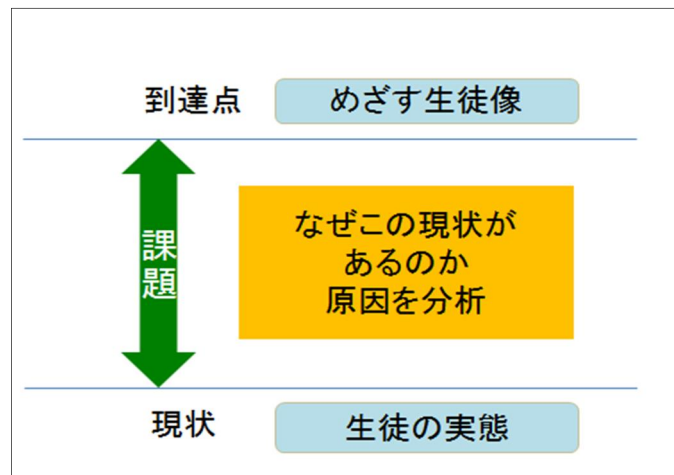 到達点
めざす生徒像
課題
なぜこの現状が
あるのか
原因を分析
現状
生徒の実態